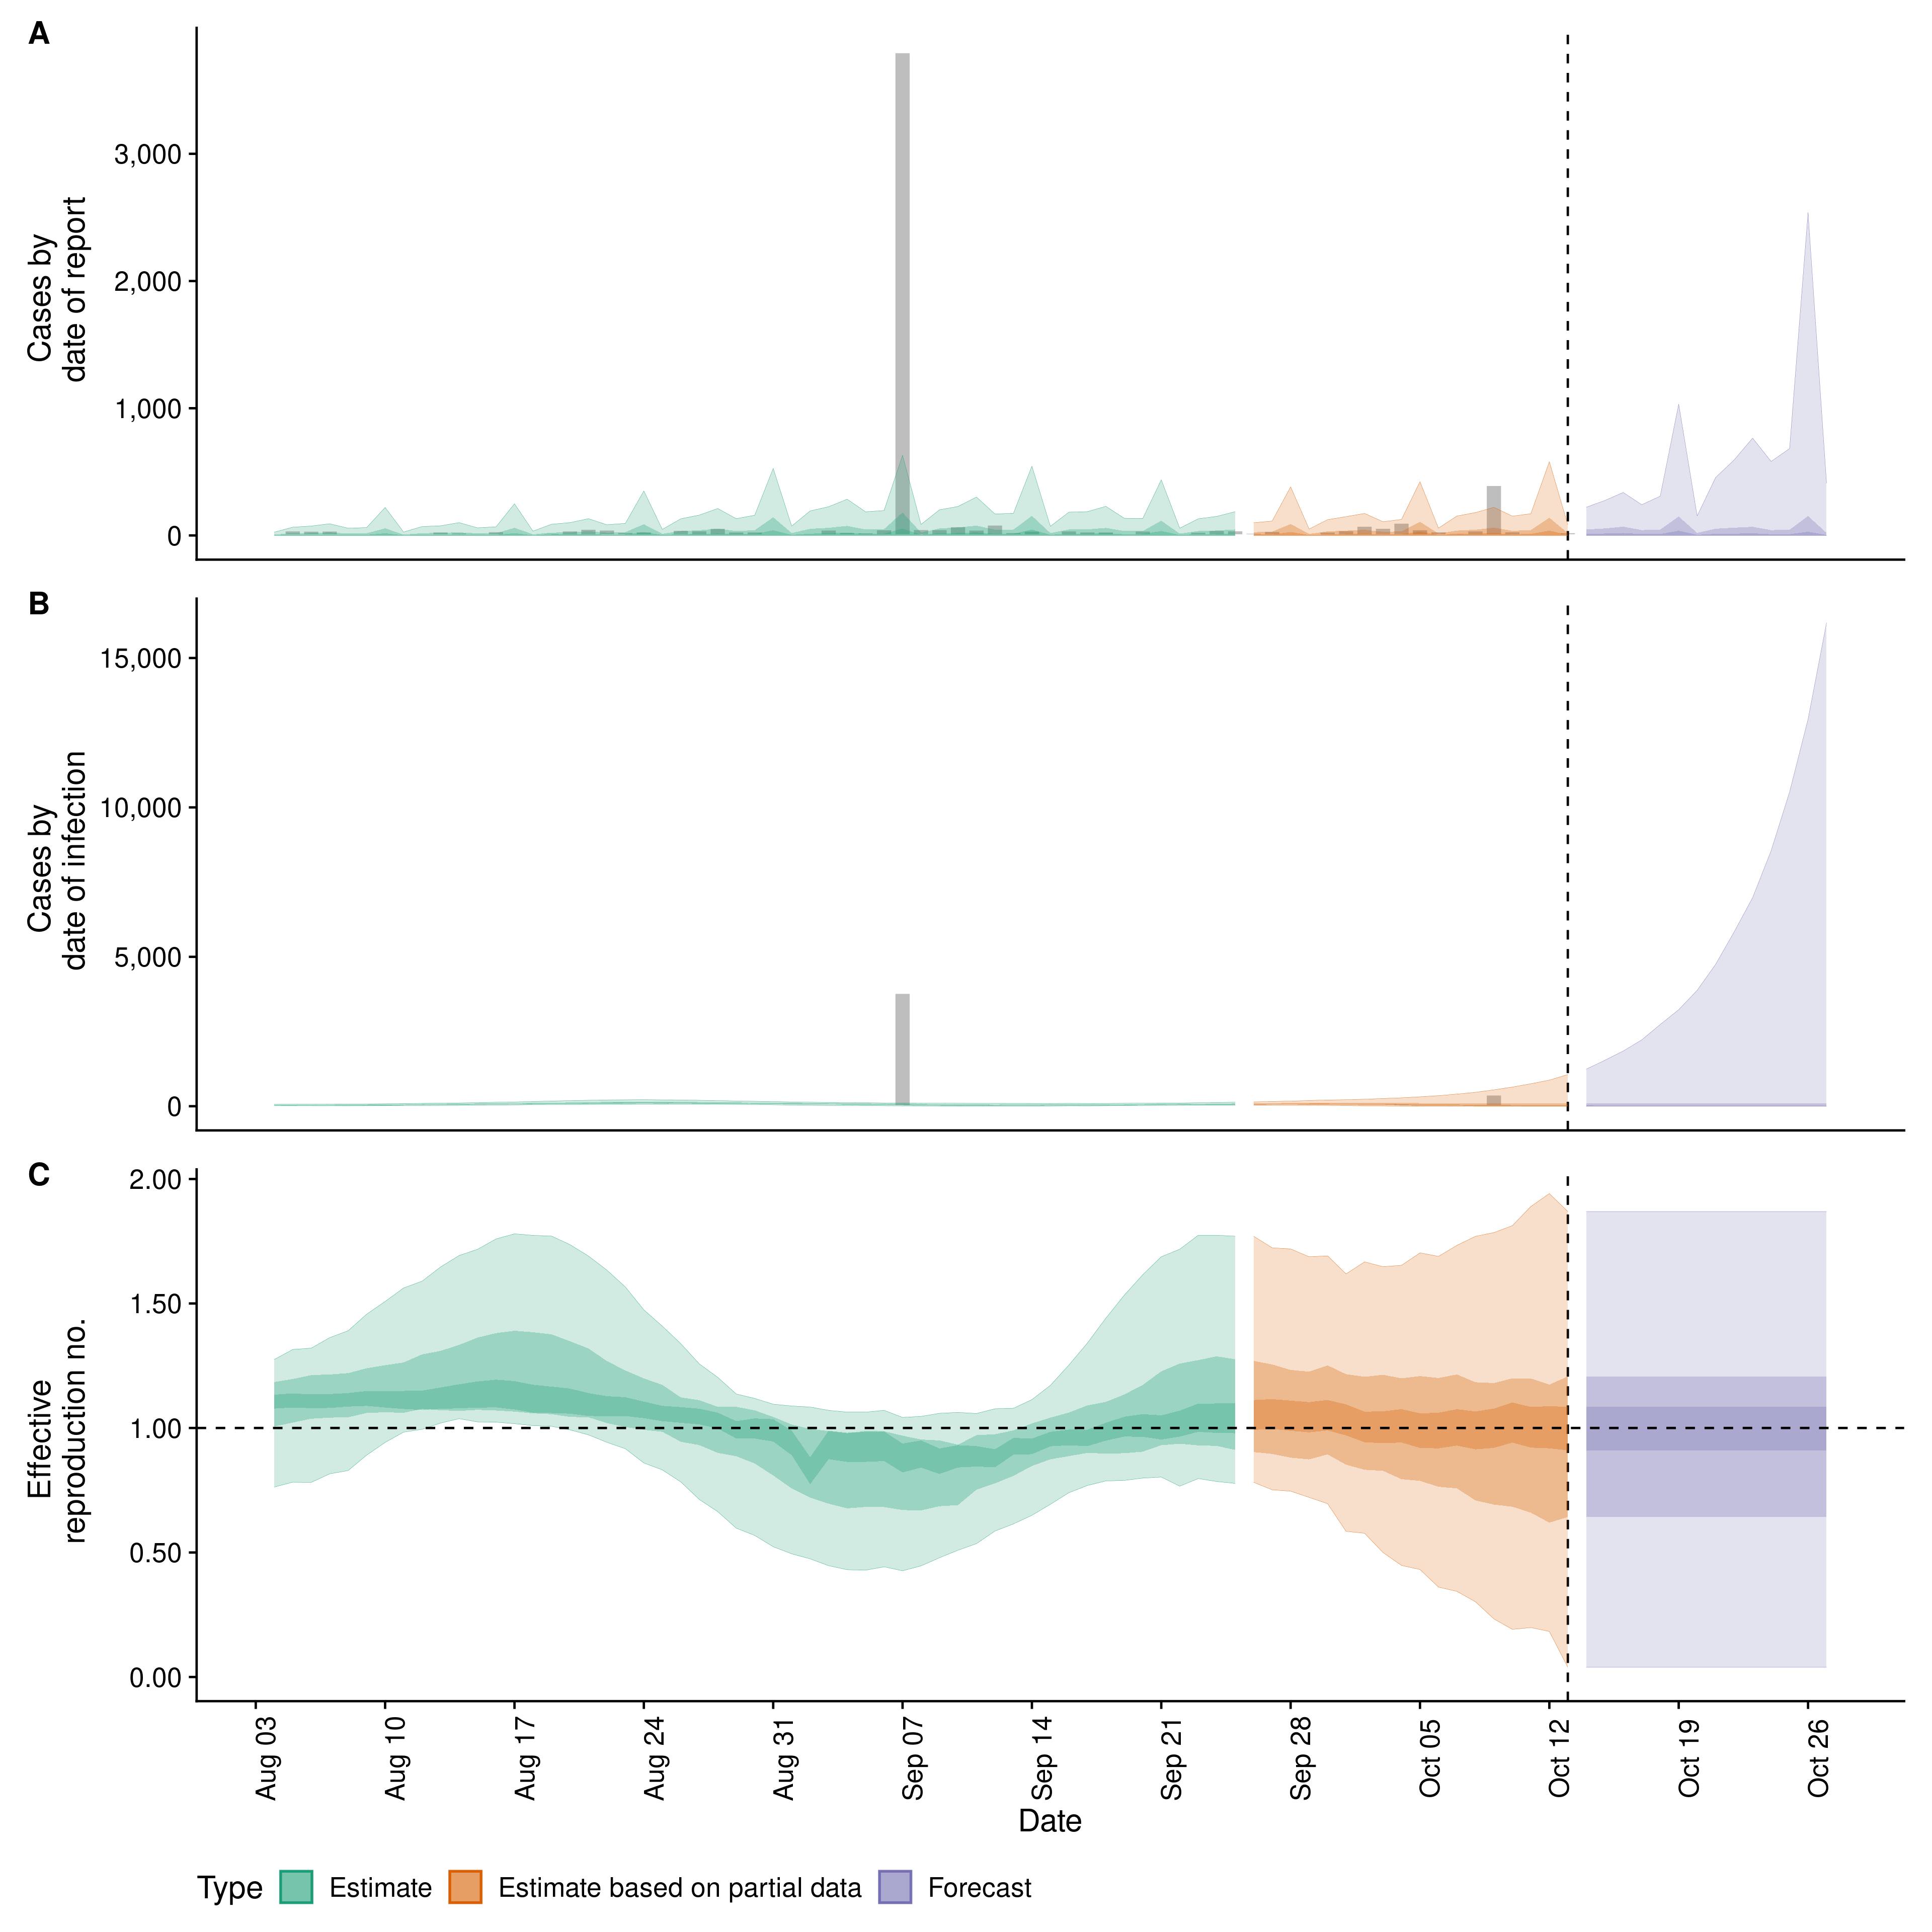 A
Cases by
date of report
3,000
2,000
1,000
0
B
Cases by
date of infection
15,000
10,000
5,000
0
C
Effective
reproduction no.
2.00
1.50
1.00
0.50
0.00
Aug 03
Aug 10
Aug 17
Aug 24
Aug 31
Sep 07
Sep 14
Sep 21
Sep 28
Oct 05
Oct 12
Oct 19
Oct 26
Date
Type Estimate Estimate based on partial data Forecast